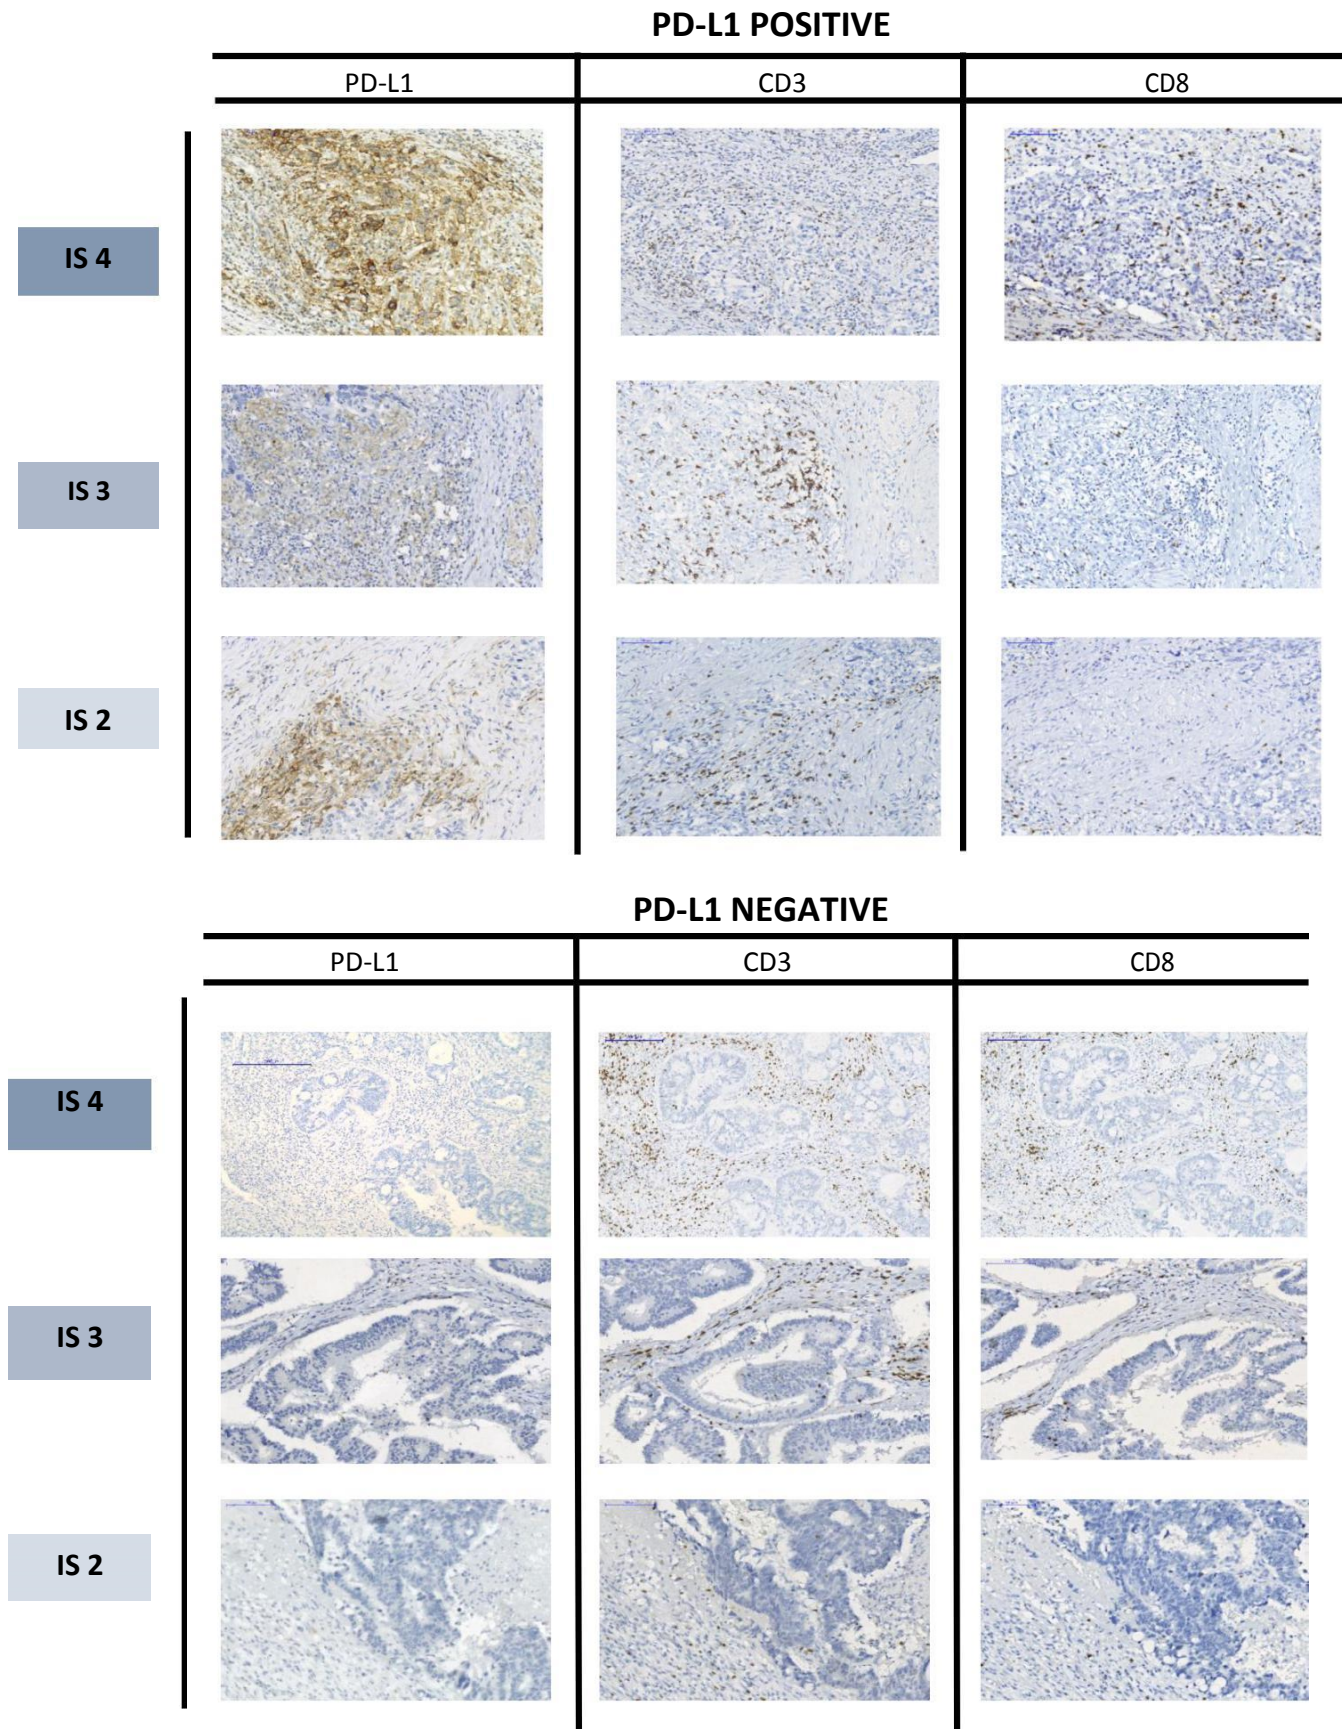 PD-L1 POSITIVE
PD-L1 CD3 CD8
IS 4
IS 3
IS 2
PD-L1 NEGATIVE
PD-L1 CD3 CD8
IS 4
IS 3
IS 2